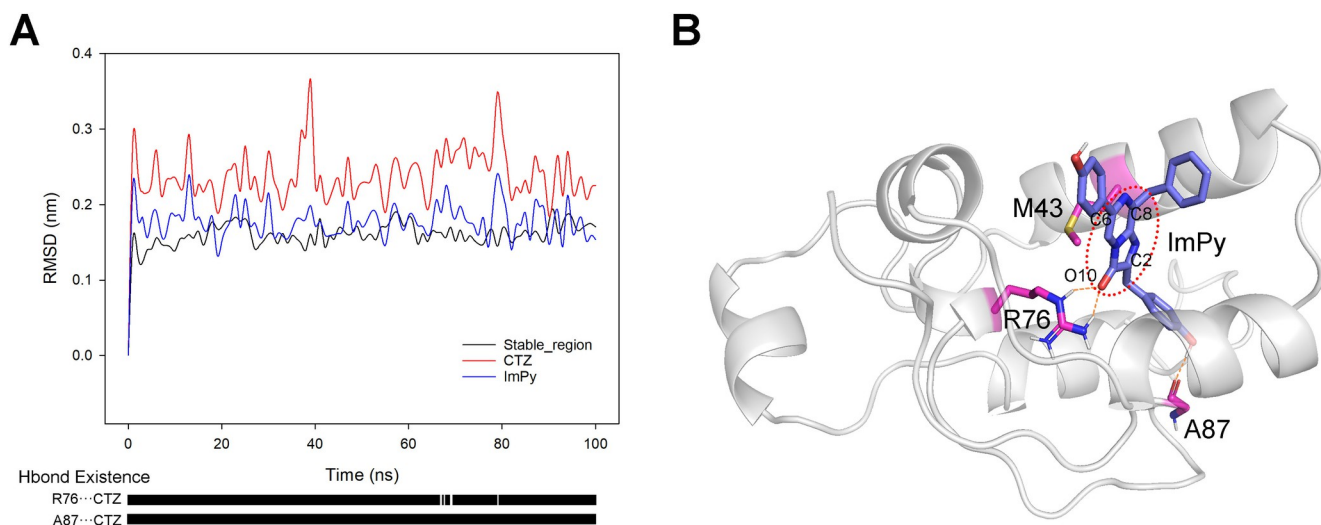 A
RMSD (nm)
0.4
0.3
0.2
0.1
0.0
Stable_region
CTZ
ImPy
0 20 40 60 80 100
Time (ns)
Hbond Existence
R76···CTZ
A87···CTZ
B
M43
C6
C8
ImPy
C2
O10
R76
A87